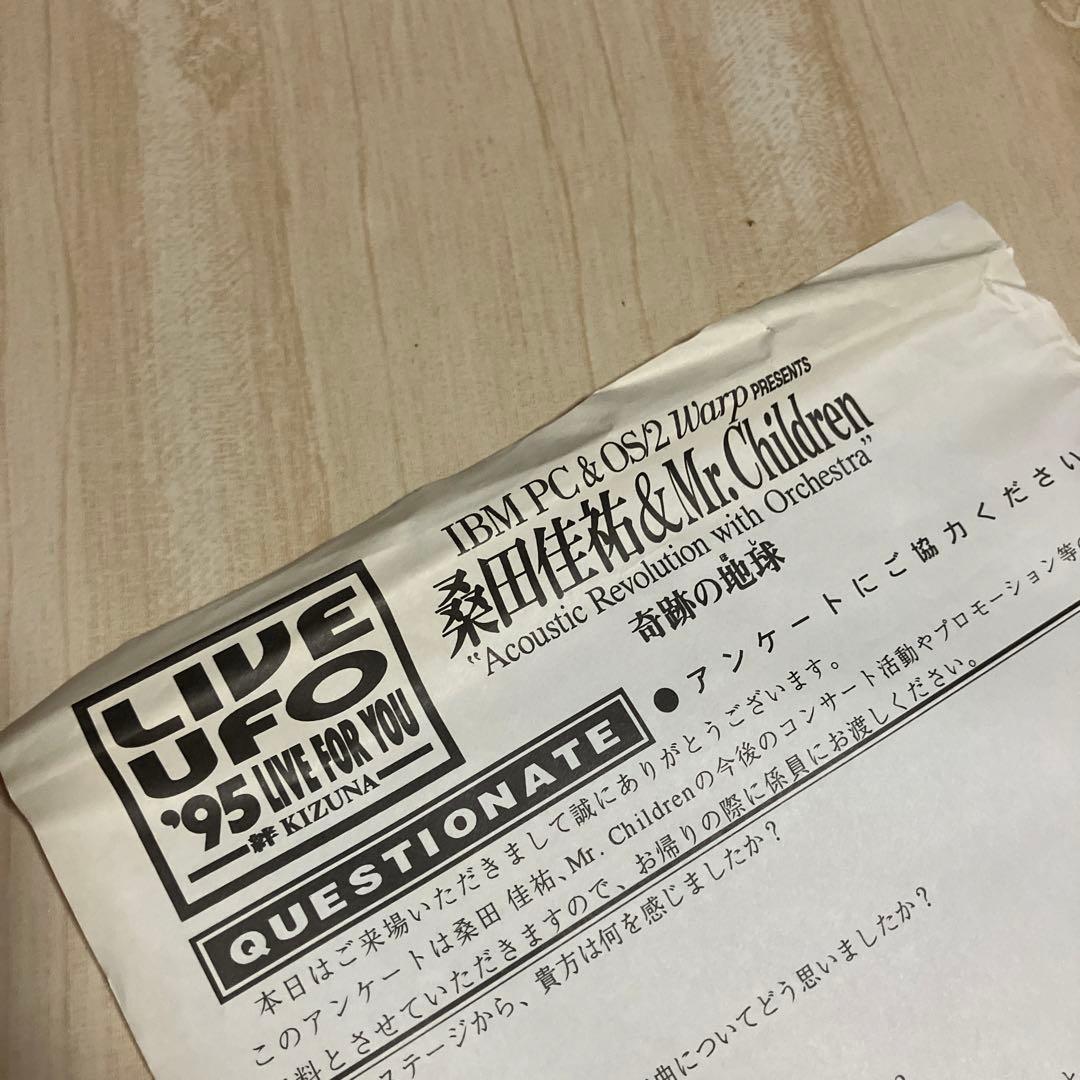 IBM PC & OS/2 Warp PRESENTS
桑田佳祐&Mr.Children
"Acoustic Revolution with Orchestra"
奇跡の地球
ほし
LIVE
UFO
'95 LIVE FOR YOU
絆 KIZUNA
QUESTIONATE
●アンケートにご協力ください
本日はご来場いただきまして誠にありがとうございます。
このアンケートは桑田 佳祐、Mr. Childrenの今後のコンサート活動やプロモーション等の
料とさせていただきますので、お帰りの際に係員にお渡しください。
ステージから、貴方は何を感じましたか?
曲についてどう思いましたか?